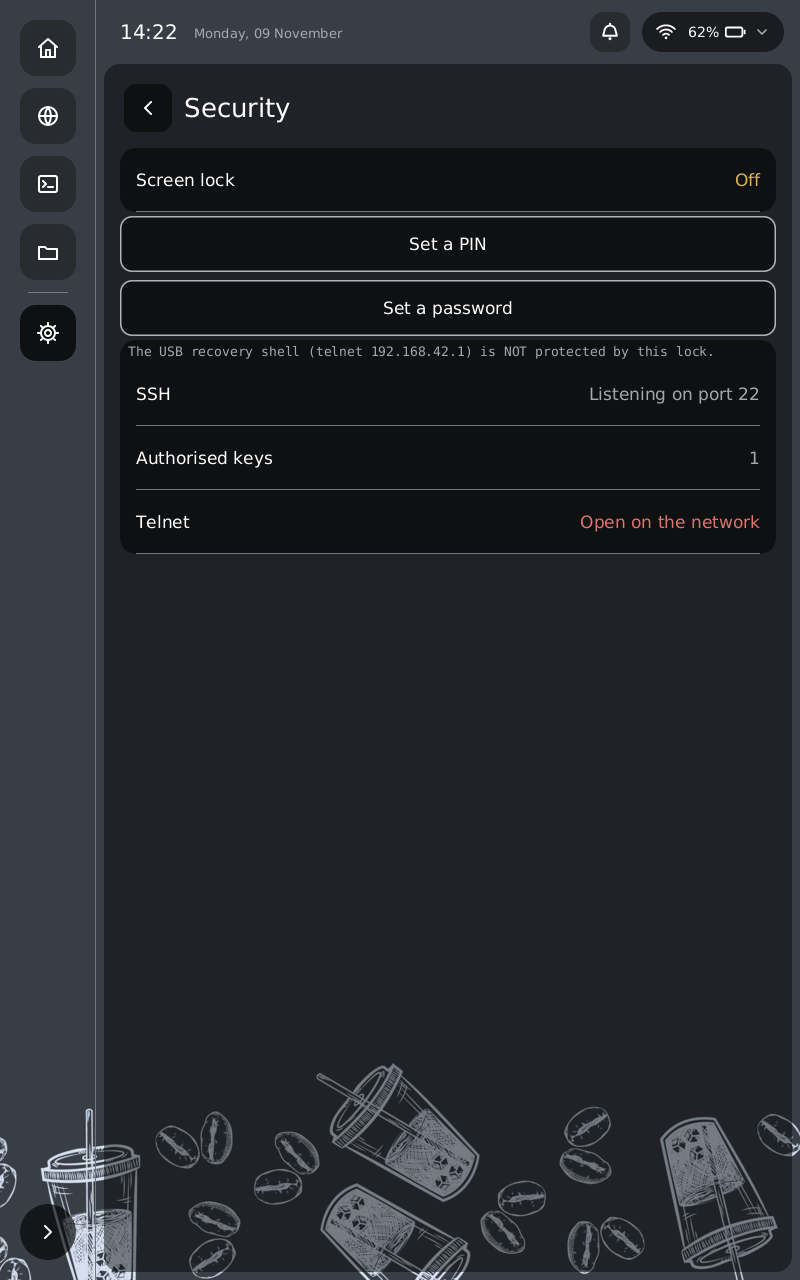 14:22 Monday, 09 November
62%
Security
Screen lock Off
Set a PIN
Set a password
The USB recovery shell (telnet 192.168.42.1) is NOT protected by this lock.
SSH Listening on port 22
Authorised keys 1
Telnet Open on the network